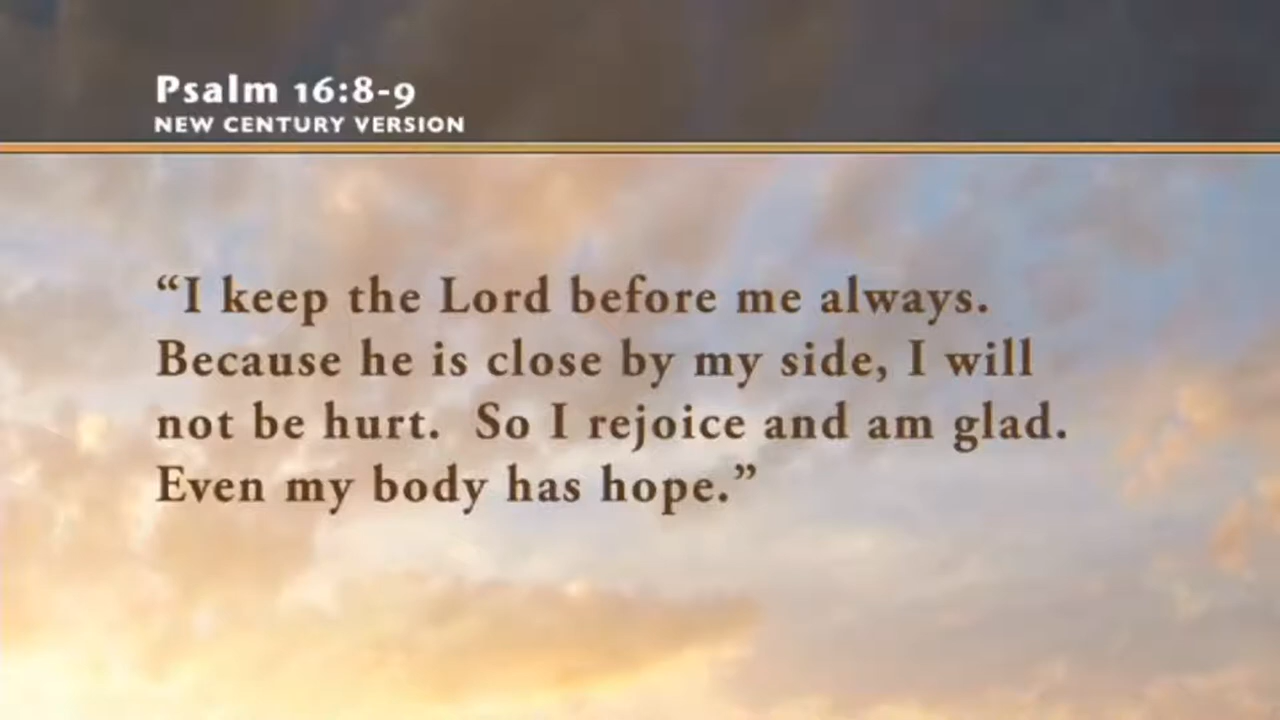 Psalm 16:8-9
NEW CENTURY VERSION
“I keep the Lord before me always.
Because he is close by my side, I will
not be hurt.  So I rejoice and am glad.
Even my body has hope.”